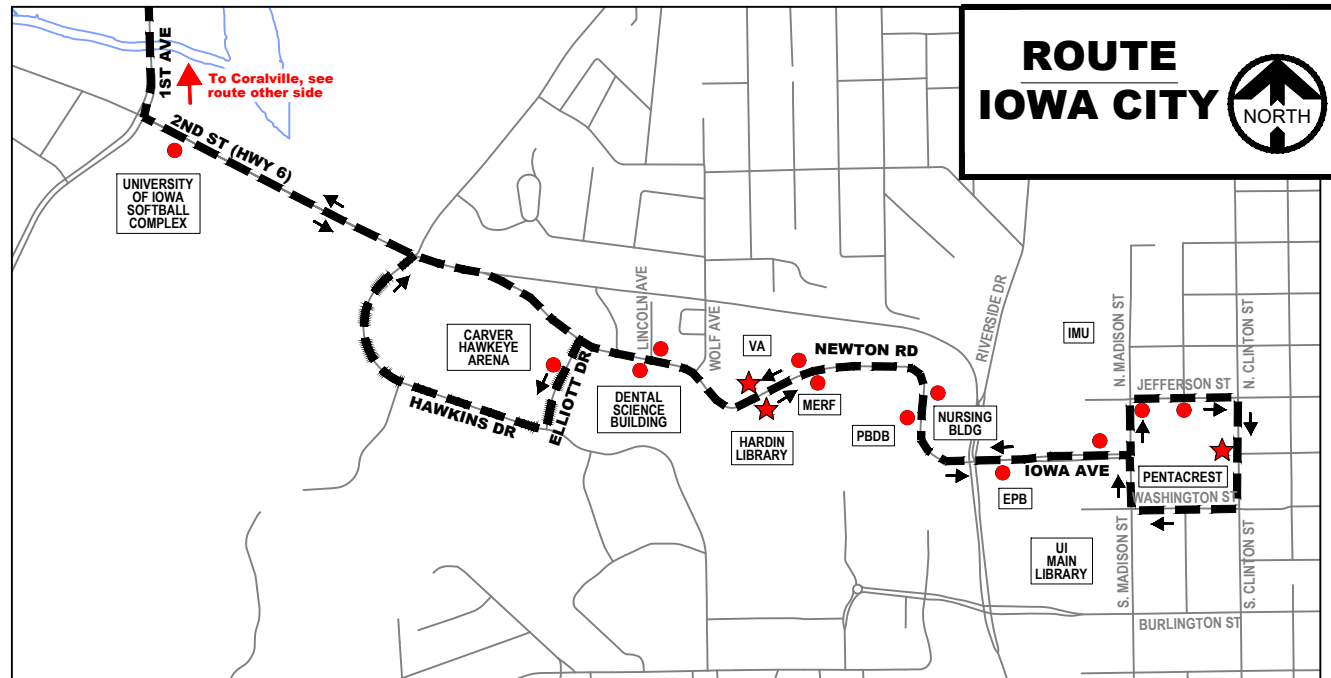 ROUTE
IOWA CITY
NORTH
1ST AVE
To Coralville, see
route other side
2ND ST (HWY 6)
UNIVERSITY
OF IOWA
SOFTBALL
COMPLEX
CARVER
HAWKEYE
ARENA
HAWKINS DR
ELLIOTT DR
LINCOLN AVE
DENTAL
SCIENCE
BUILDING
WOLF AVE
VA
HARDIN
LIBRARY
NEWTON RD
MERF
PBDB
NURSING
BLDG
RIVERSIDE DR
IMU
N. MADISON ST
N. CLINTON ST
JEFFERSON ST
IOWA AVE
EPB
PENTACREST
WASHINGTON ST
UI
MAIN
LIBRARY
S. MADISON ST
S. CLINTON ST
BURLINGTON ST